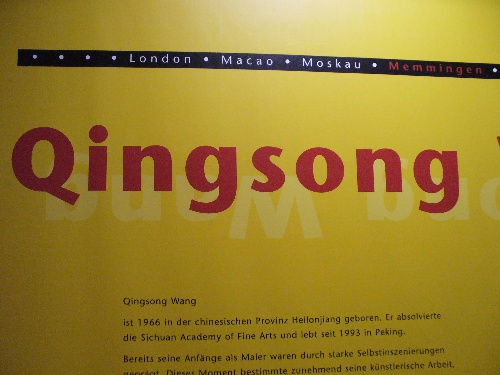 • • • • London • Macao • Moskau • Memmingen •
Qingsong
Qingsong Wang
ist 1966 in der chinesischen Provinz Heilonjiang geboren. Er absolvierte
die Sichuan Academy of Fine Arts und lebt seit 1993 in Peking.
Bereits seine Anfänge als Maler waren durch starke Selbstinszenierungen
geprägt. Dieses Moment bestimmte zunehmend seine künstlerische Arbeit,